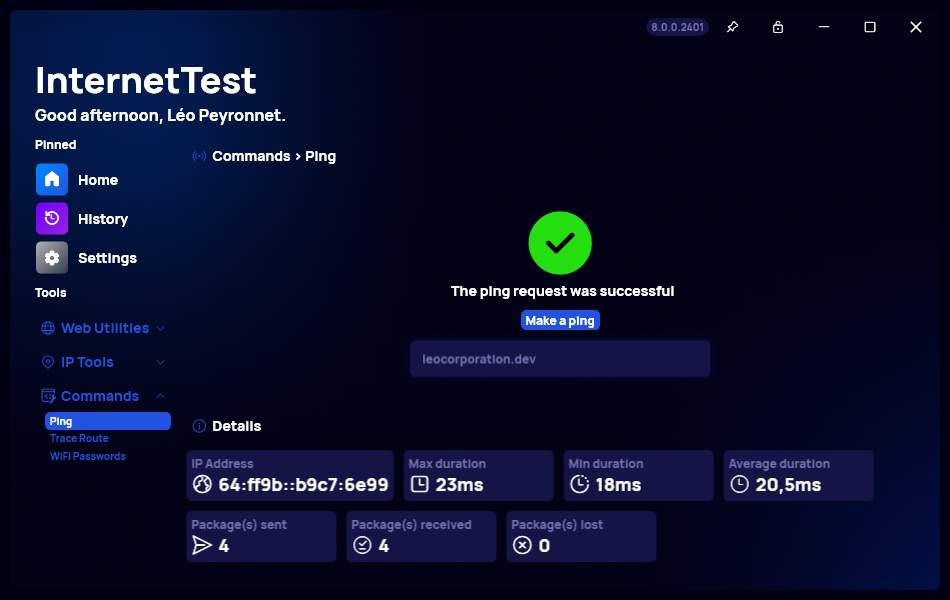 8.0.0.2401
InternetTest
Good afternoon, Léo Peyronnet.
Pinned
Home
History
Settings
Tools
Web Utilities
IP Tools
Commands
Ping
Trace Route
WiFi Passwords
Commands > Ping
The ping request was successful
Make a ping
leocorporation.dev
Details
IP Address
64:ff9b::b9c7:6e99
Max duration
23ms
Min duration
18ms
Average duration
20,5ms
Package(s) sent
4
Package(s) received
4
Package(s) lost
0